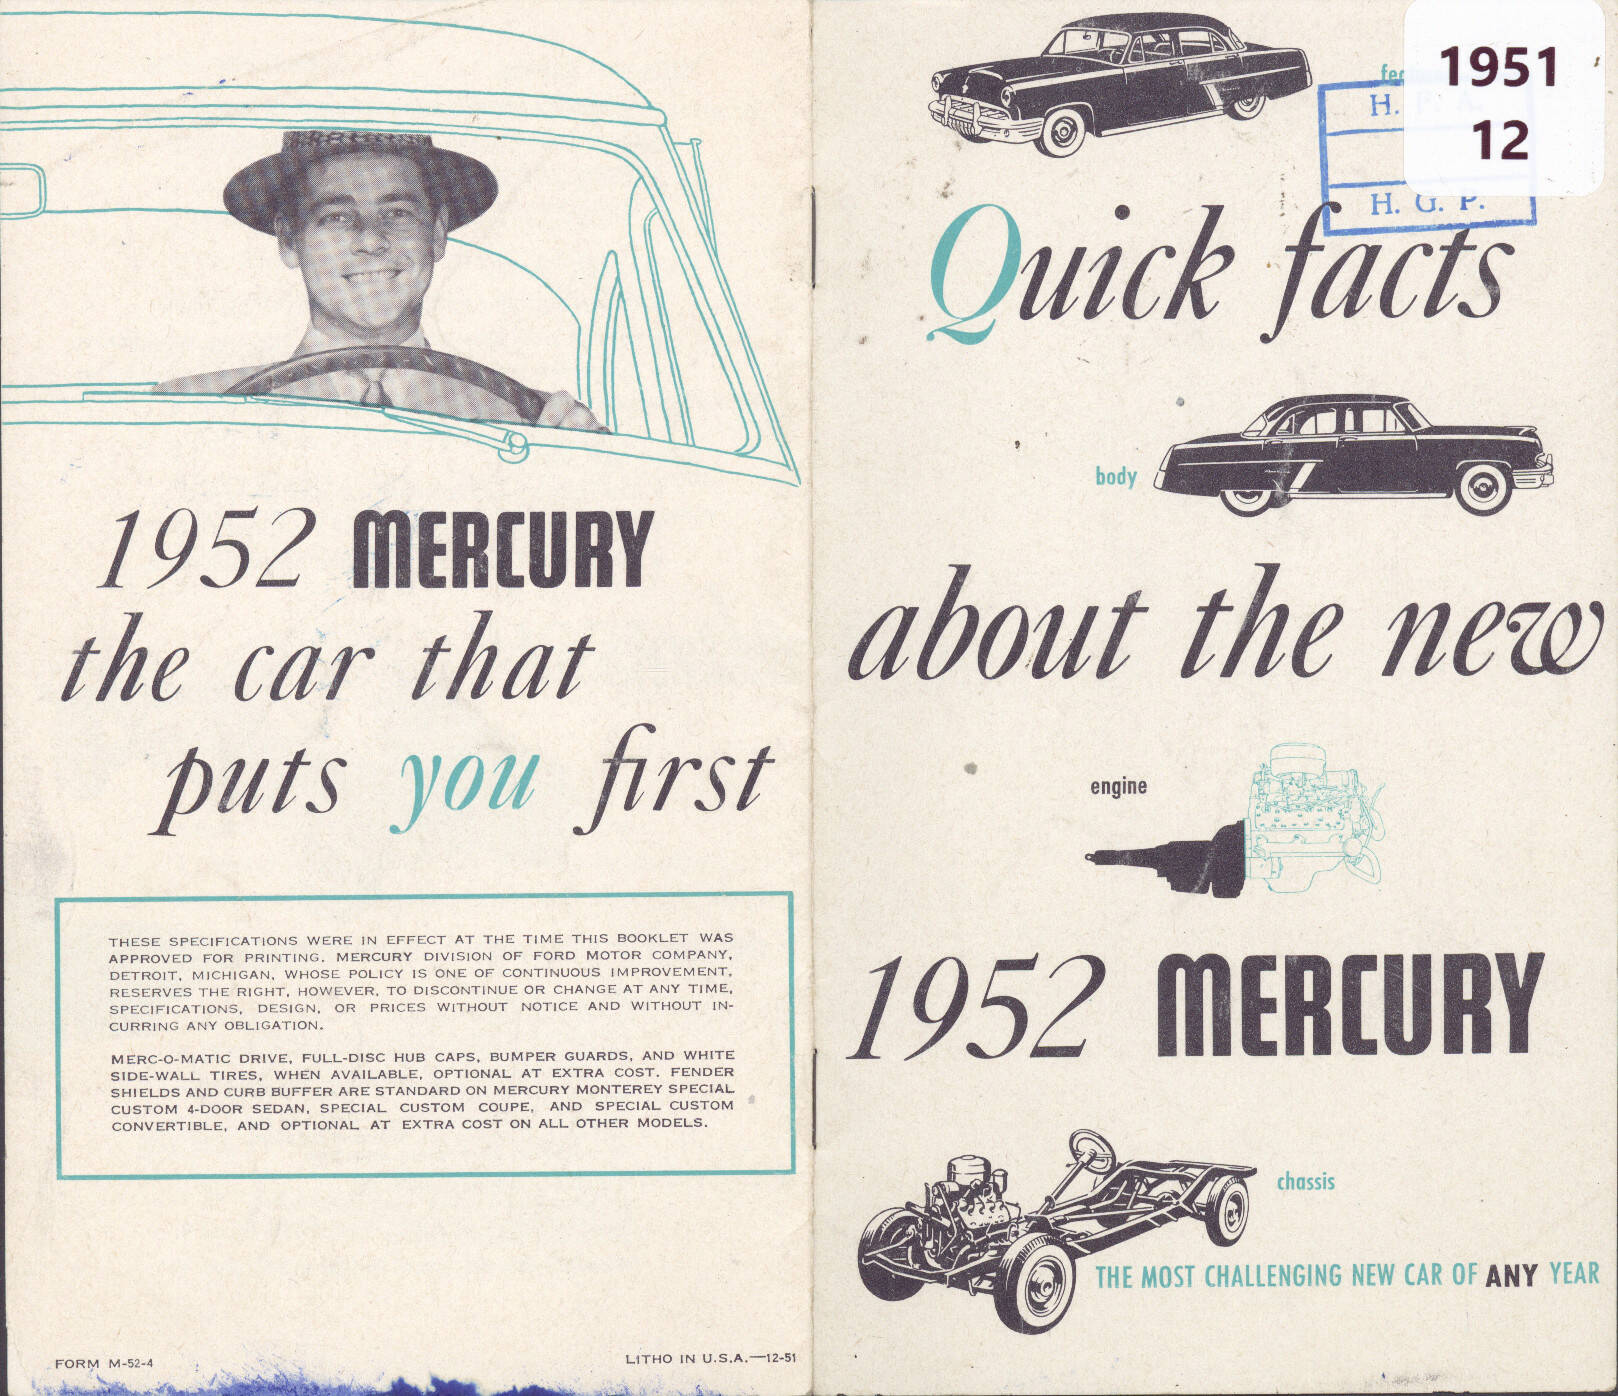 1952 MERCURY
the car that
puts you first
THESE SPECIFICATIONS WERE IN EFFECT AT THE TIME THIS BOOKLET WAS
APPROVED FOR PRINTING. MERCURY DIVISION OF FORD MOTOR COMPANY,
DETROIT, MICHIGAN, WHOSE POLICY IS ONE OF CONTINUOUS IMPROVEMENT,
RESERVES THE RIGHT, HOWEVER, TO DISCONTINUE OR CHANGE AT ANY TIME,
SPECIFICATIONS, DESIGN, OR PRICES WITHOUT NOTICE AND WITHOUT IN-
CURRING ANY OBLIGATION.
MERC-O-MATIC DRIVE, FULL-DISC HUB CAPS, BUMPER GUARDS, AND WHITE
SIDE-WALL TIRES, WHEN AVAILABLE, OPTIONAL AT EXTRA COST. FENDER
SHIELDS AND CURB BUFFER ARE STANDARD ON MERCURY MONTEREY SPECIAL
CUSTOM 4-DOOR SEDAN, SPECIAL CUSTOM COUPE, AND SPECIAL CUSTOM
CONVERTIBLE, AND OPTIONAL AT EXTRA COST ON ALL OTHER MODELS.
FORM M-52-4
LITHO IN U.S.A.—12-51
1951
12
H. F. A.
H. G. P.
Quick facts
body
about the new
engine
1952 MERCURY
chassis
THE MOST CHALLENGING NEW CAR OF ANY YEAR